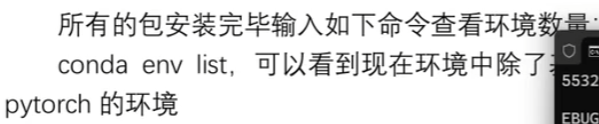 所有的包安装完毕输入如下命令查看环境数量：
conda env list，可以看到现在环境中除了
pytorch 的环境
5532
EBUG